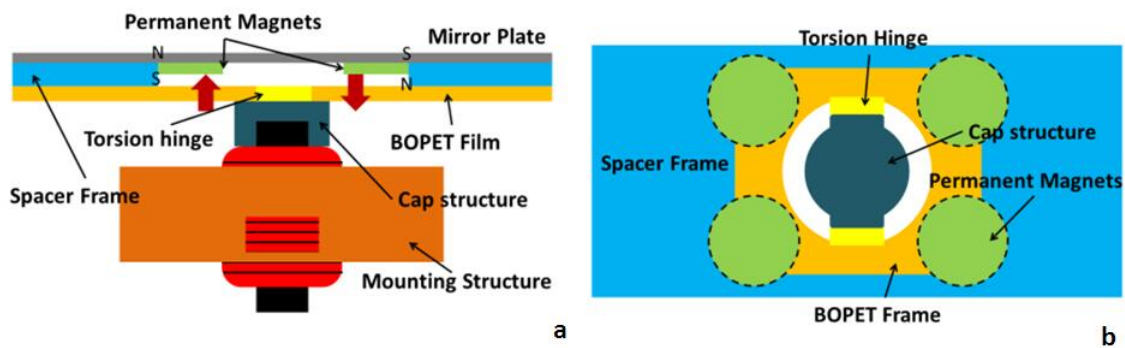 Permanent Magnets
N
S
Mirror Plate
S
N
Torsion hinge
BOPET Film
Spacer Frame
Cap structure
Mounting Structure
a
Torsion Hinge
Cap structure
Spacer Frame
Permanent Magnets
BOPET Frame
b